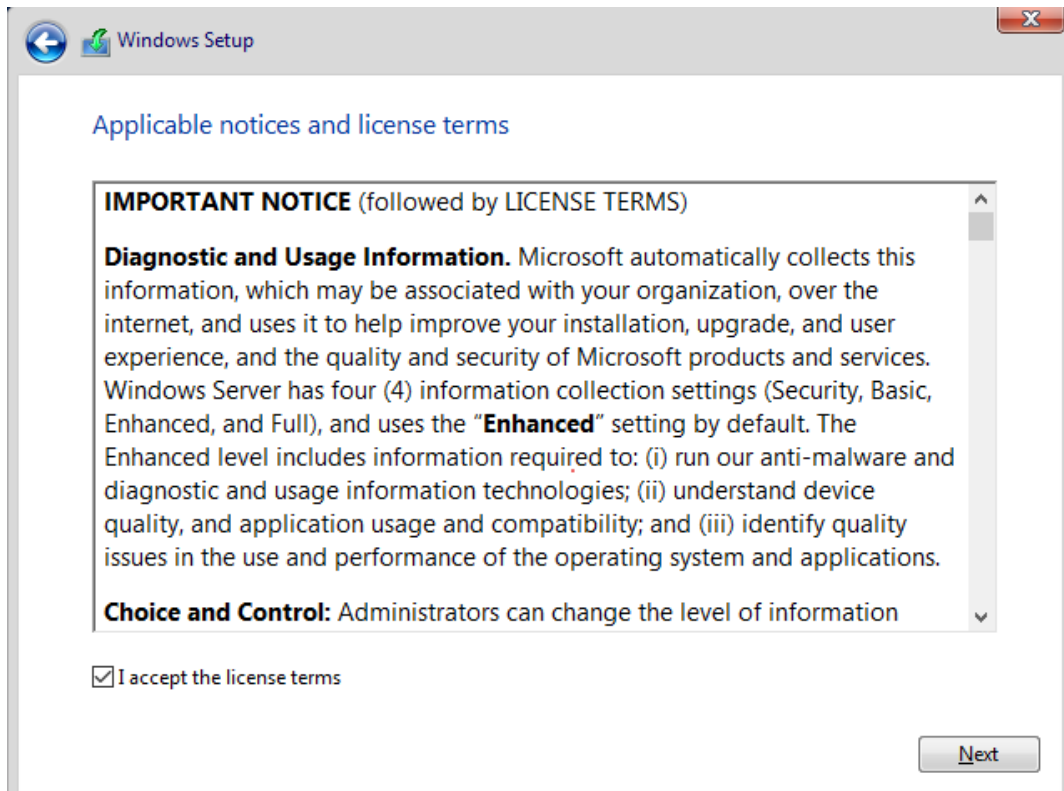 Windows Setup
Applicable notices and license terms
IMPORTANT NOTICE (followed by LICENSE TERMS)
Diagnostic and Usage Information. Microsoft automatically collects this
information, which may be associated with your organization, over the
internet, and uses it to help improve your installation, upgrade, and user
experience, and the quality and security of Microsoft products and services.
Windows Server has four (4) information collection settings (Security, Basic,
Enhanced, and Full), and uses the “Enhanced” setting by default. The
Enhanced level includes information required to: (i) run our anti-malware and
diagnostic and usage information technologies; (ii) understand device
quality, and application usage and compatibility; and (iii) identify quality
issues in the use and performance of the operating system and applications.
Choice and Control: Administrators can change the level of information
I accept the license terms
Next